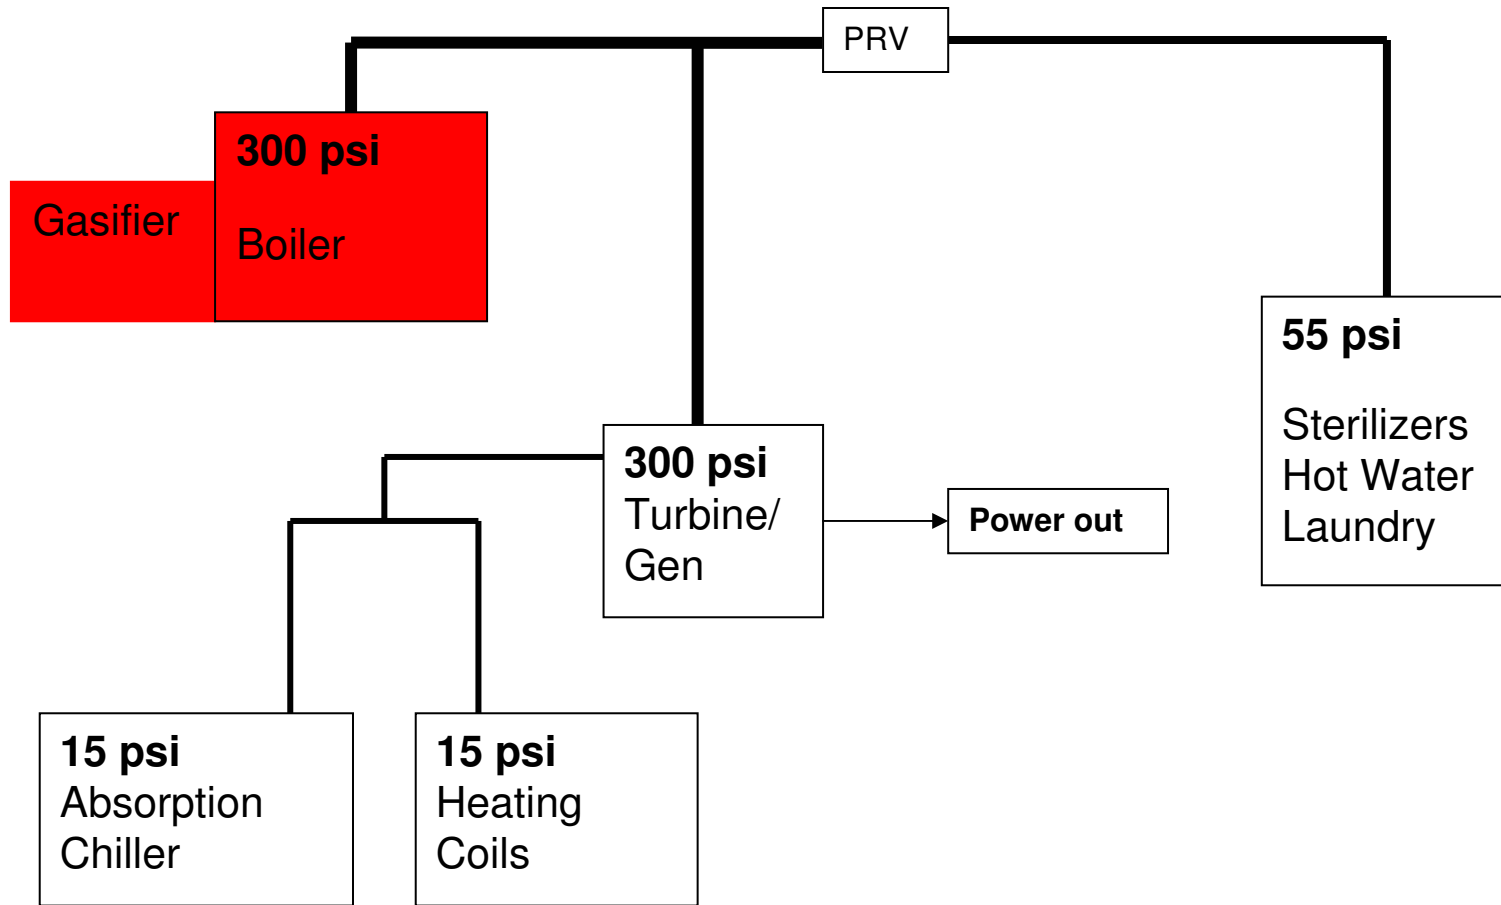 PRV
300 psi
Boiler
Gasifier
55 psi
Sterilizers
Hot Water
Laundry
300 psi
Turbine/
Gen
Power out
15 psi
Absorption
Chiller
15 psi
Heating
Coils